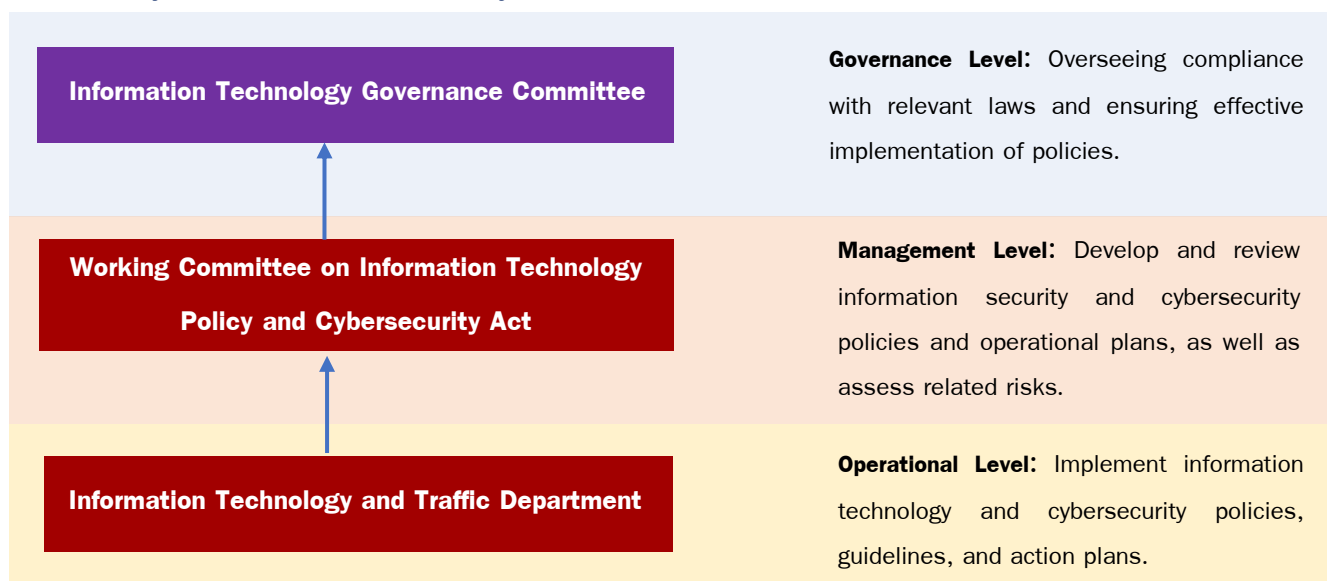 Information Technology Governance Committee
Governance Level: Overseeing compliance
with relevant laws and ensuring effective
implementation of policies.
Working Committee on Information Technology
Policy and Cybersecurity Act
Management Level: Develop and review
information security and cybersecurity
policies and operational plans, as well as
assess related risks.
Information Technology and Traffic Department
Operational Level: Implement information
technology and cybersecurity policies,
guidelines, and action plans.